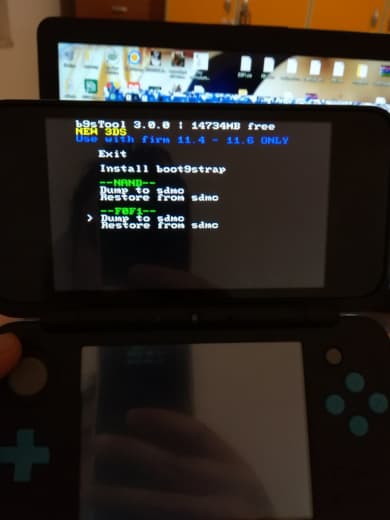 b9sTool 3.0.0 | 14734MB free
NEW 3DS
Use with firm 11.4 - 11.6 ONLY
Exit
Install boot9strap
--NAND--
Dump to sdmc
Restore from sdmc
--F0F1--
> Dump to sdmc
Restore from sdmc